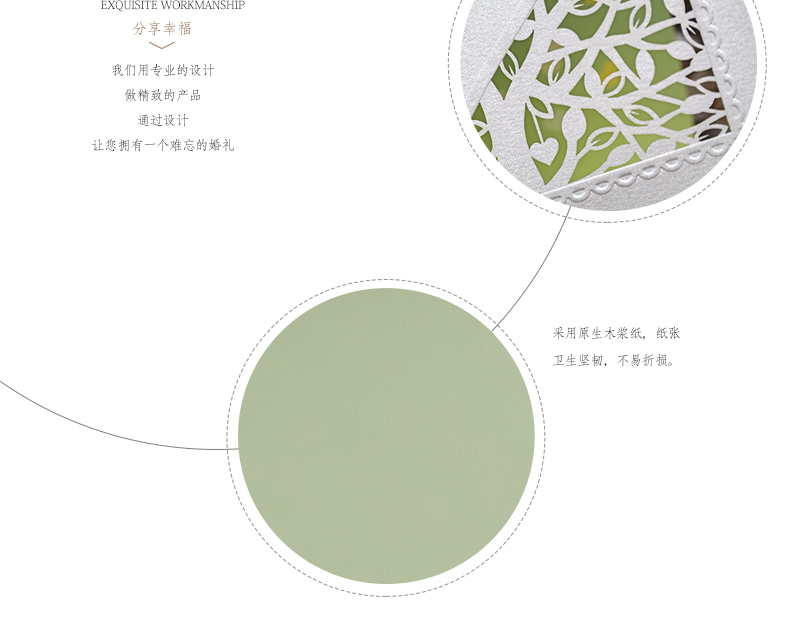 EXQUISITE WORKMANSHIP
分享幸福
我们用专业的设计
做精致的产品
通过设计
让您拥有一个难忘的婚礼
采用原生木浆纸，纸张
卫生坚韧，不易折损。